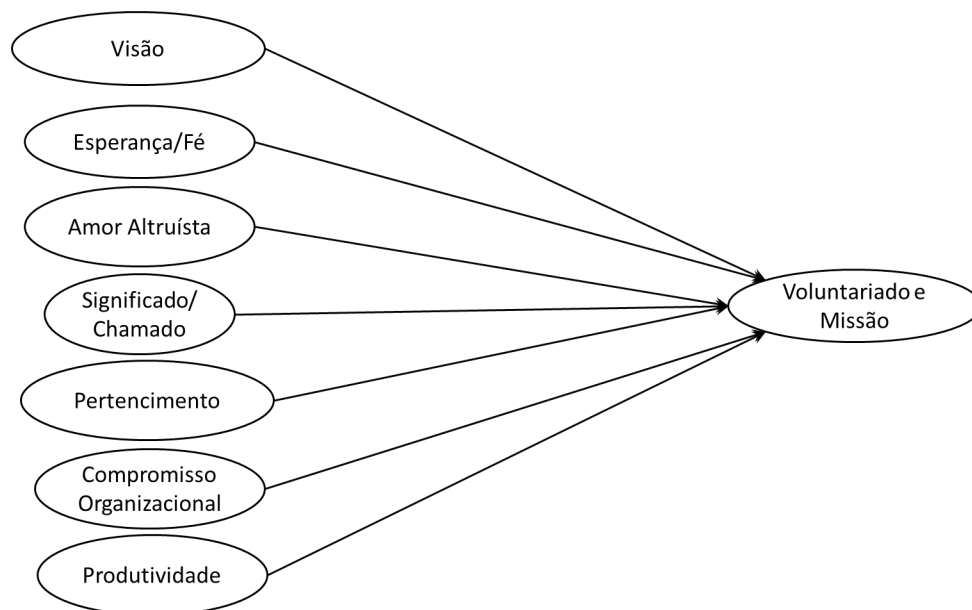 Visão
Esperança/Fé
Amor Altruísta
Significado/
Chamado
Pertencimento
Compromisso
Organizacional
Produtividade
Voluntariado e
Missão